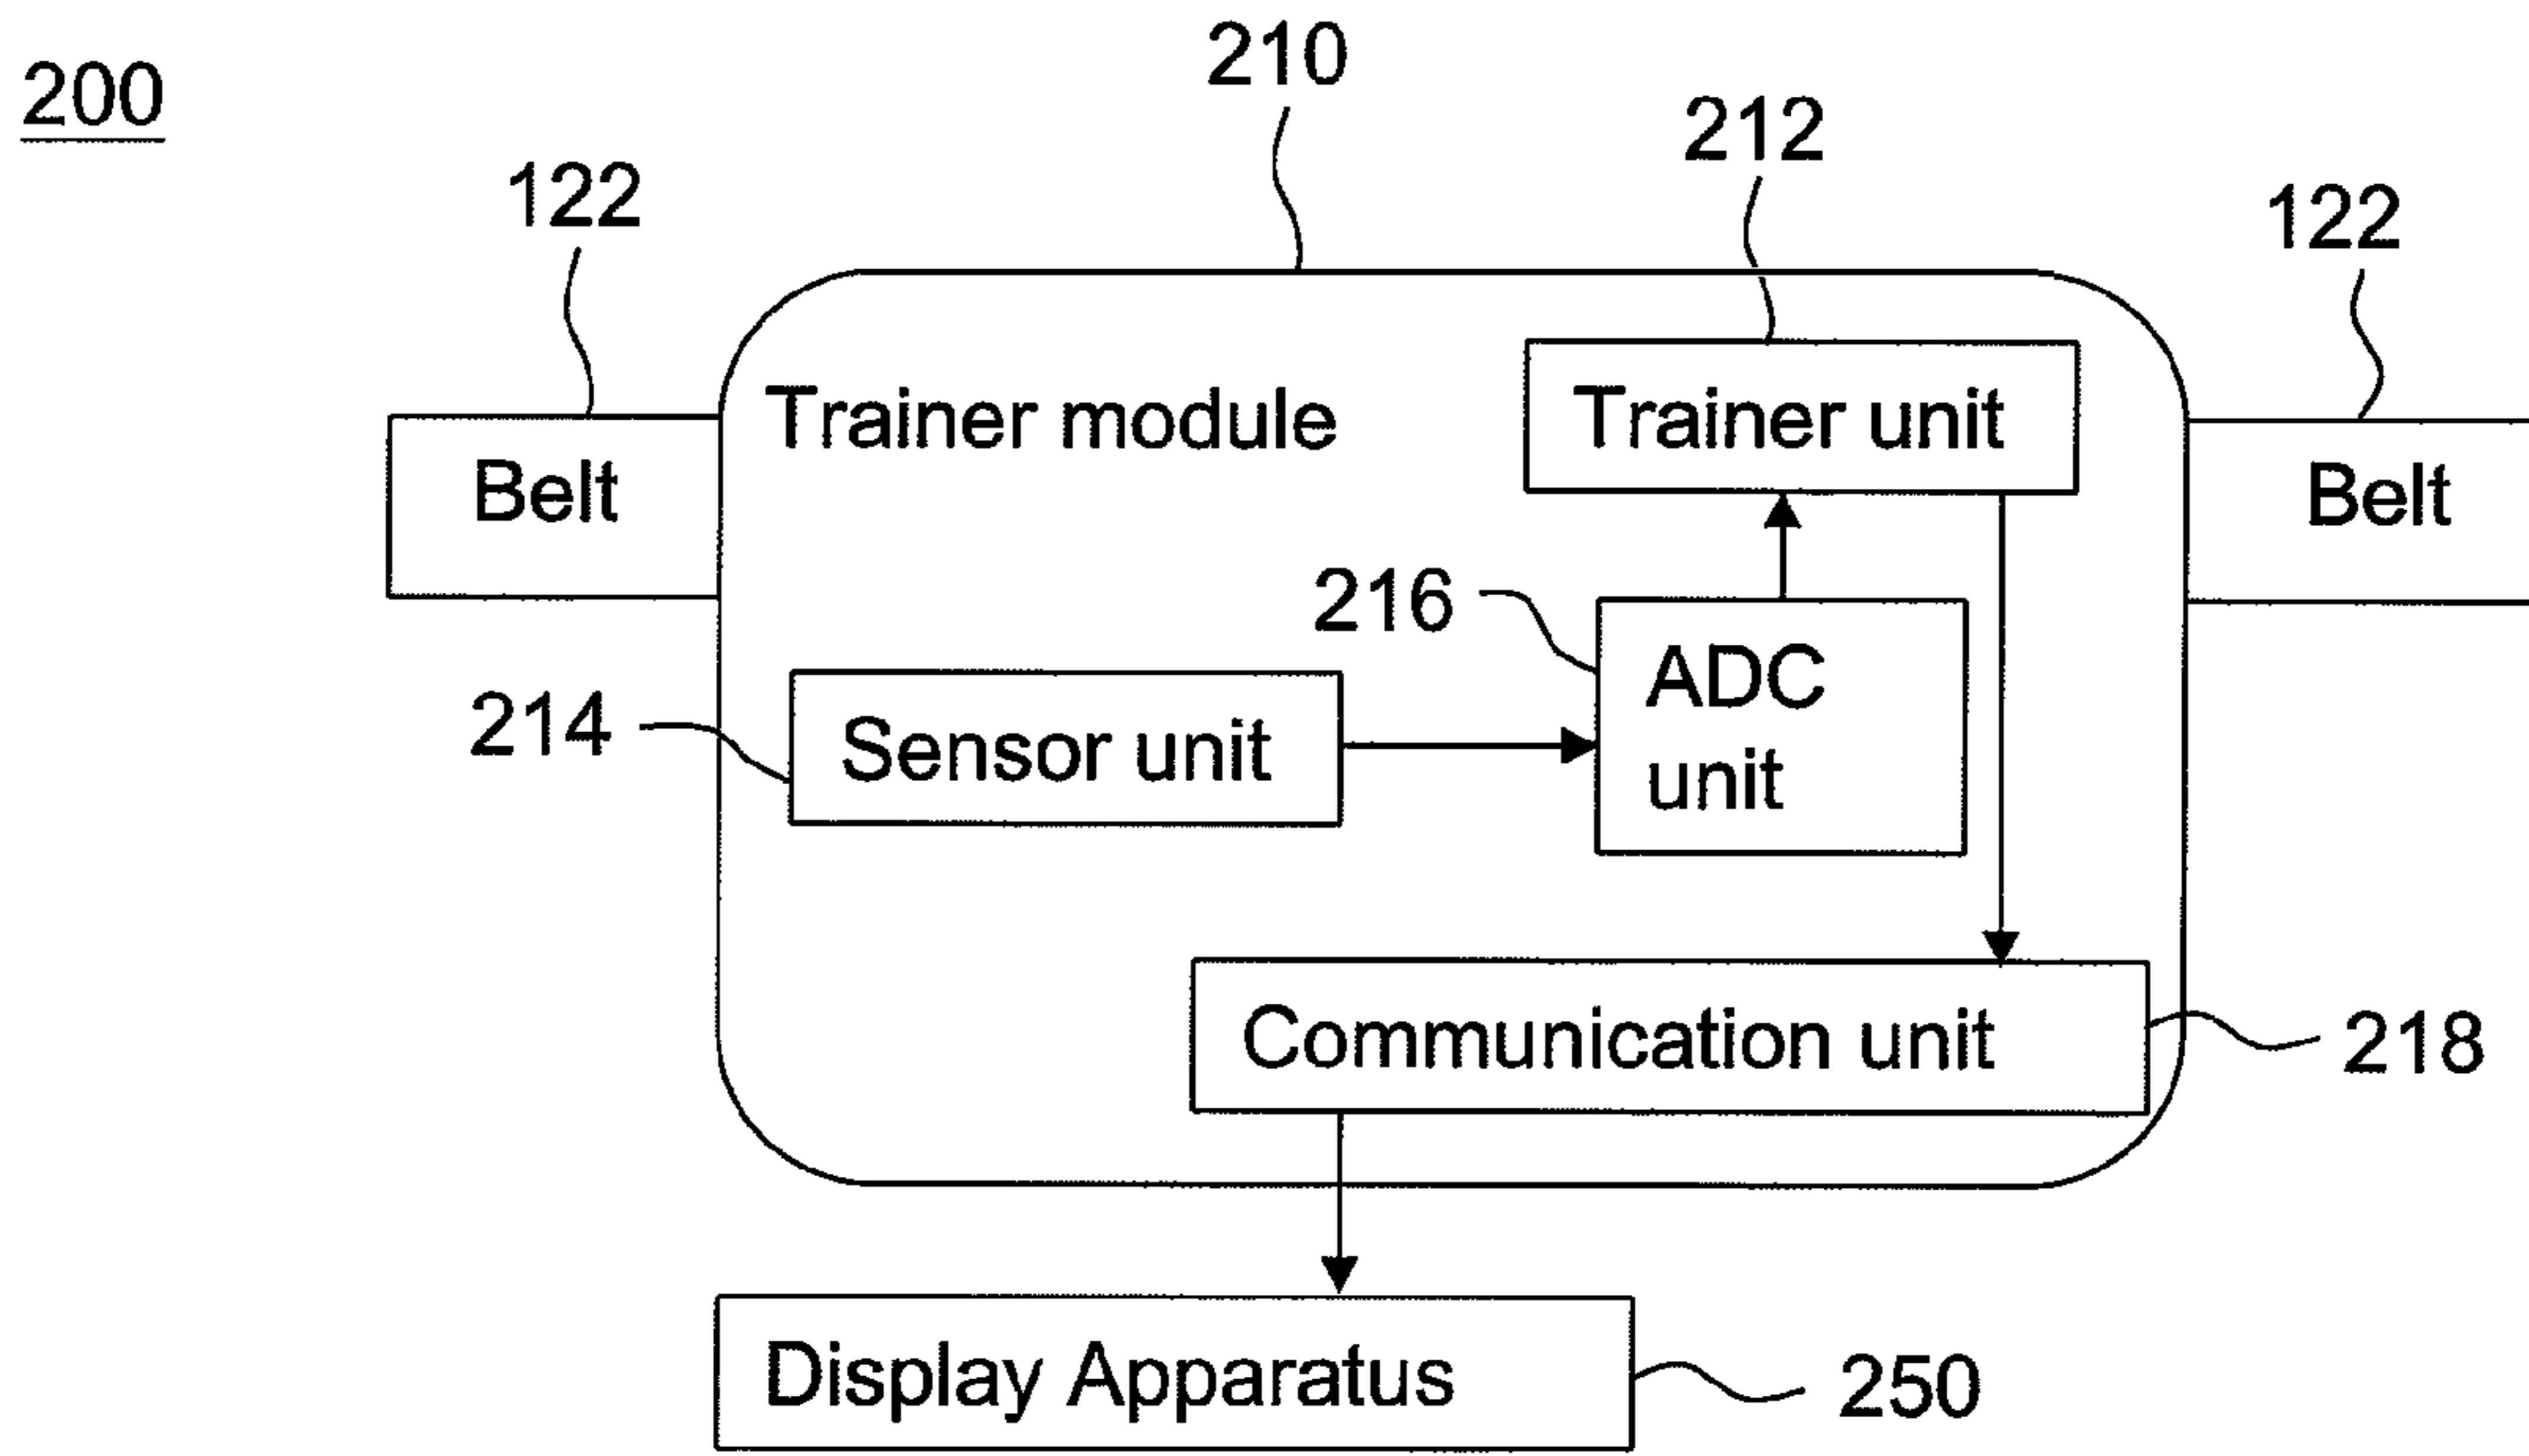 200
210
212
122
122
Trainer module
Trainer unit
Belt
Belt
216
ADC
unit
214
Sensor unit
Communication unit
218
Display Apparatus
250